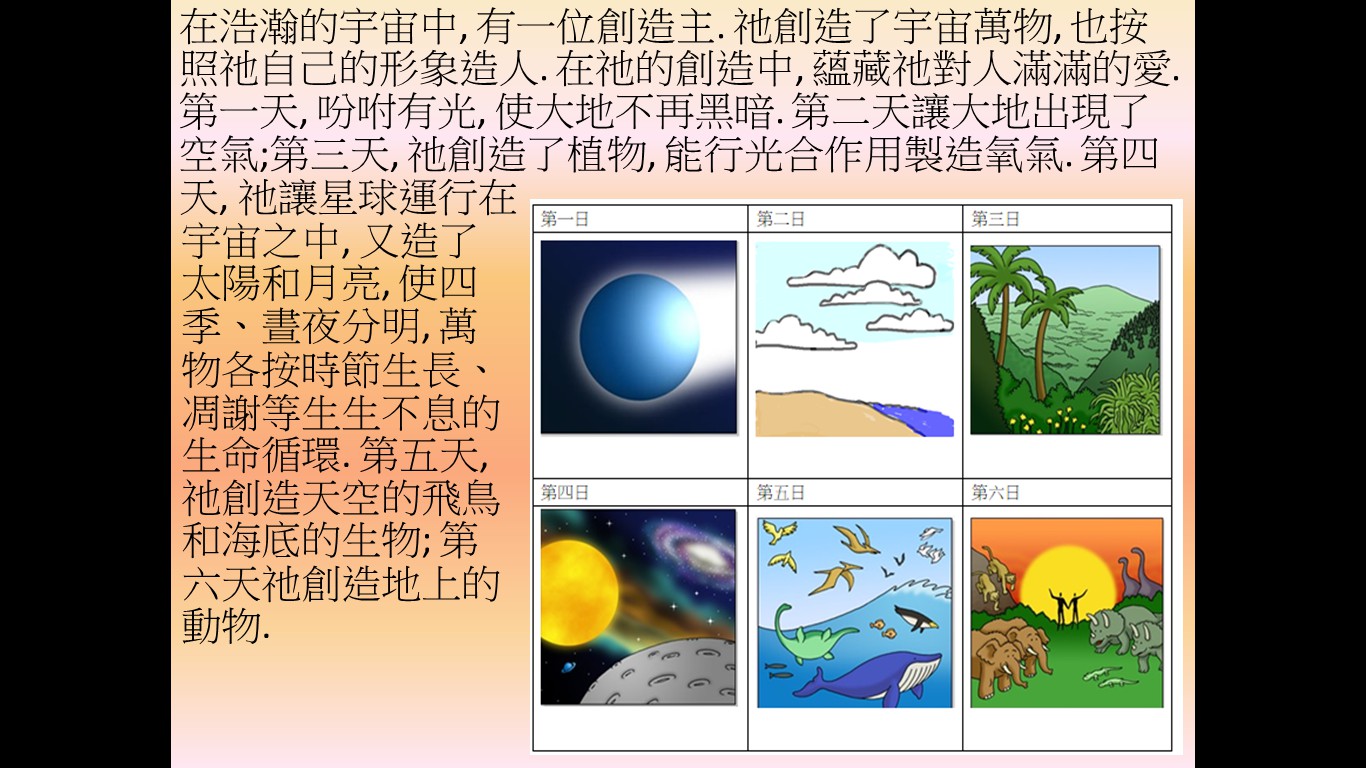 在浩瀚的宇宙中, 有一位創造主. 祂創造了宇宙萬物, 也按
照祂自己的形象造人. 在祂的創造中, 蘊藏祂對人滿滿的愛.
第一天, 吩咐有光, 使大地不再黑暗. 第二天讓大地出現了
空氣;第三天, 祂創造了植物, 能行光合作用製造氧氣. 第四
天, 祂讓星球運行在
宇宙之中, 又造了
太陽和月亮, 使四
季、晝夜分明, 萬
物各按時節生長、
凋謝等生生不息的
生命循環. 第五天,
祂創造天空的飛鳥
和海底的生物; 第
六天祂創造地上的
動物.
第一日
第二日
第三日
第四日
第五日
第六日